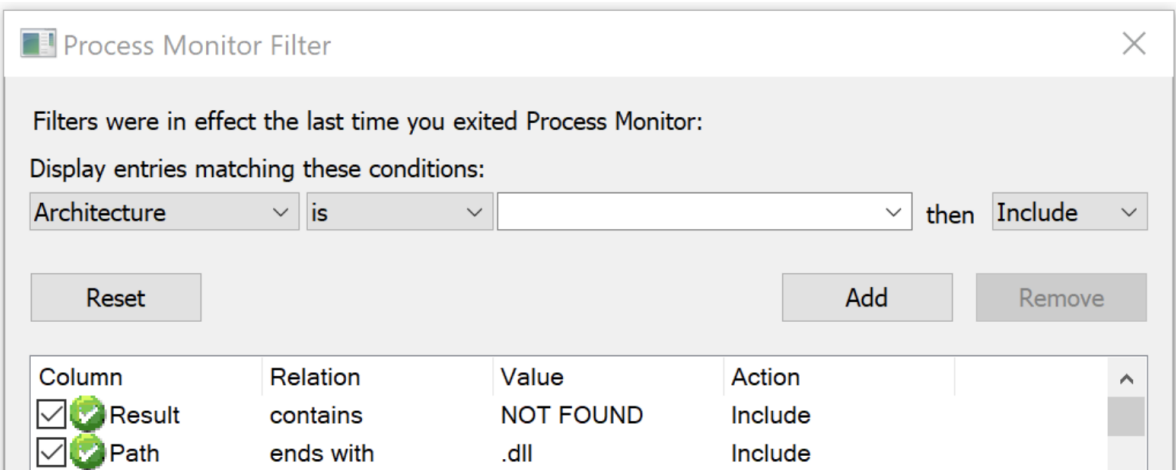 Process Monitor Filter
Filters were in effect the last time you exited Process Monitor:
Display entries matching these conditions:
Architecture is then Include
Reset Add Remove
Column Relation Value Action
Result contains NOT FOUND Include
Path ends with .dll Include